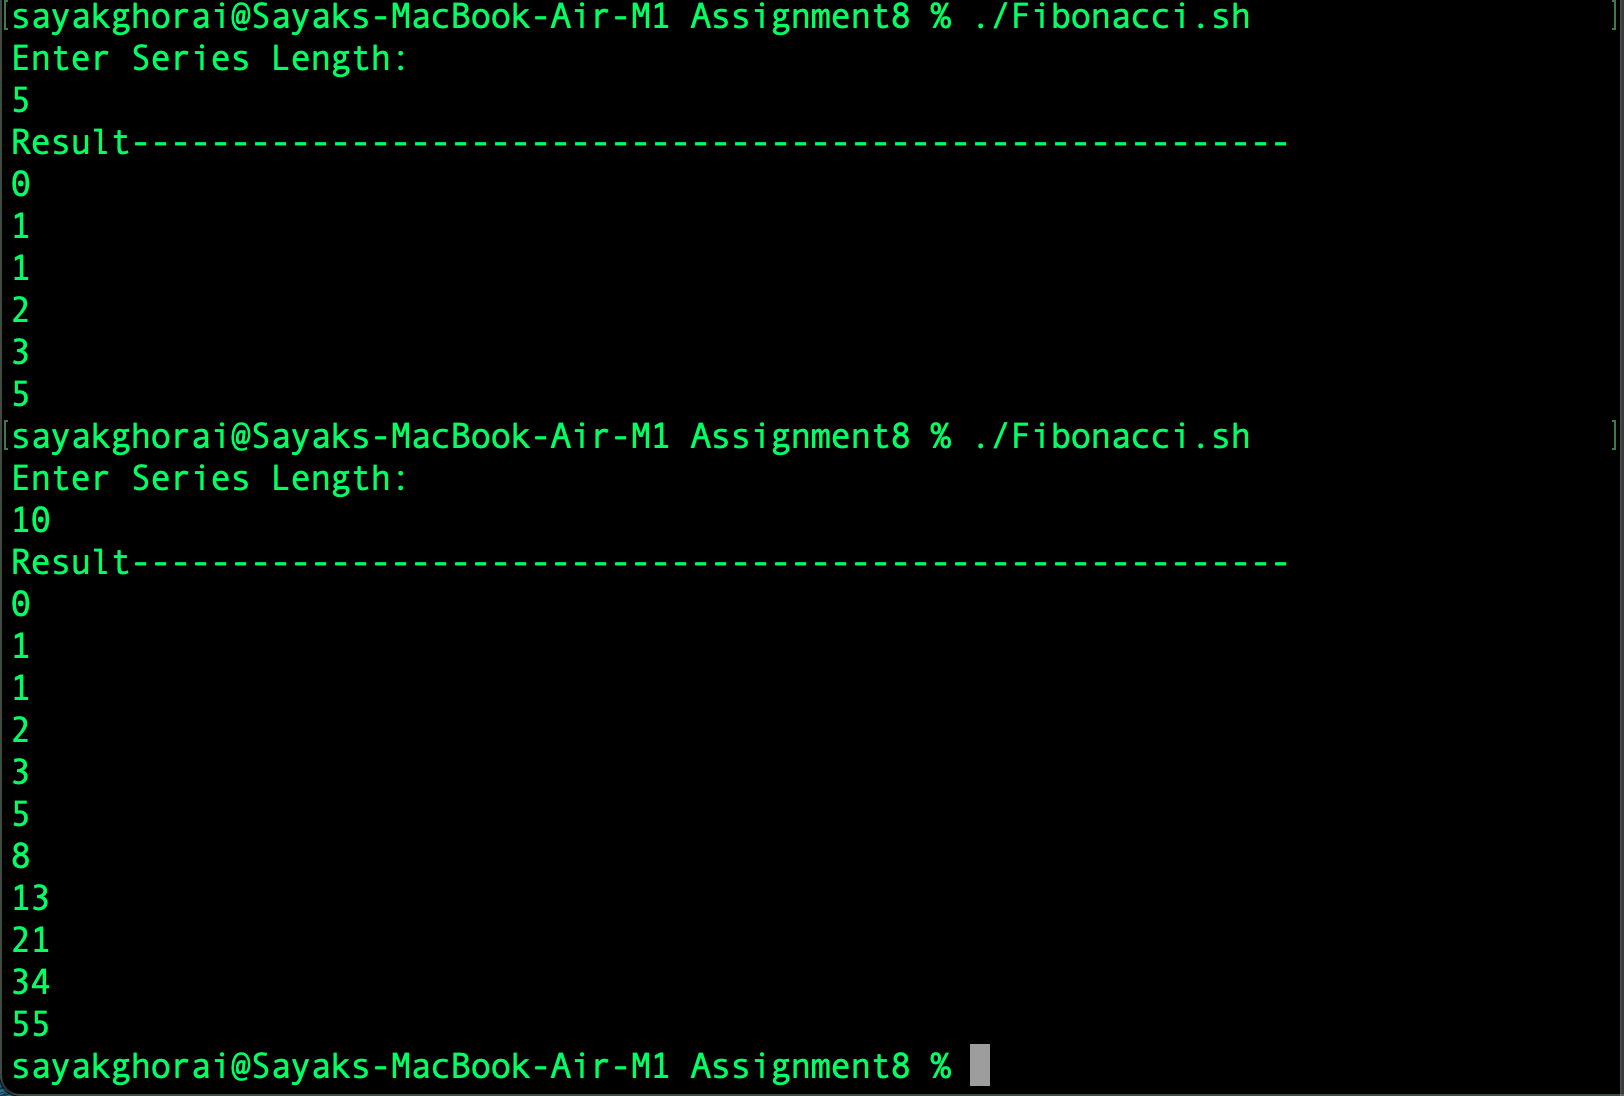 [sayakghorai@Sayaks-MacBook-Air-M1 Assignment8 % ./Fibonacci.sh ]
Enter Series Length:
5
Result----------------------------------------------------------
0
1
1
2
3
5
[sayakghorai@Sayaks-MacBook-Air-M1 Assignment8 % ./Fibonacci.sh ]
Enter Series Length:
10
Result----------------------------------------------------------
0
1
1
2
3
5
8
13
21
34
55
sayakghorai@Sayaks-MacBook-Air-M1 Assignment8 %